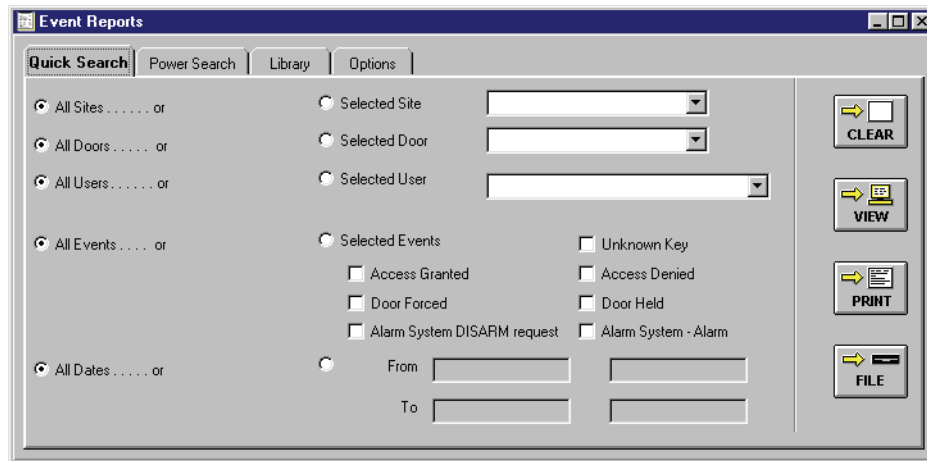 Event Reports
Quick Search Power Search Library Options
All Sites . . . . . . or Selected Site
CLEAR
All Doors . . . . . or Selected Door
All Users . . . . . . or Selected User
VIEW
All Events . . . . or Selected Events Unknown Key
Access Granted Access Denied
Door Forced Door Held
PRINT
Alarm System DISARM request Alarm System - Alarm
All Dates . . . . . or From
FILE
To